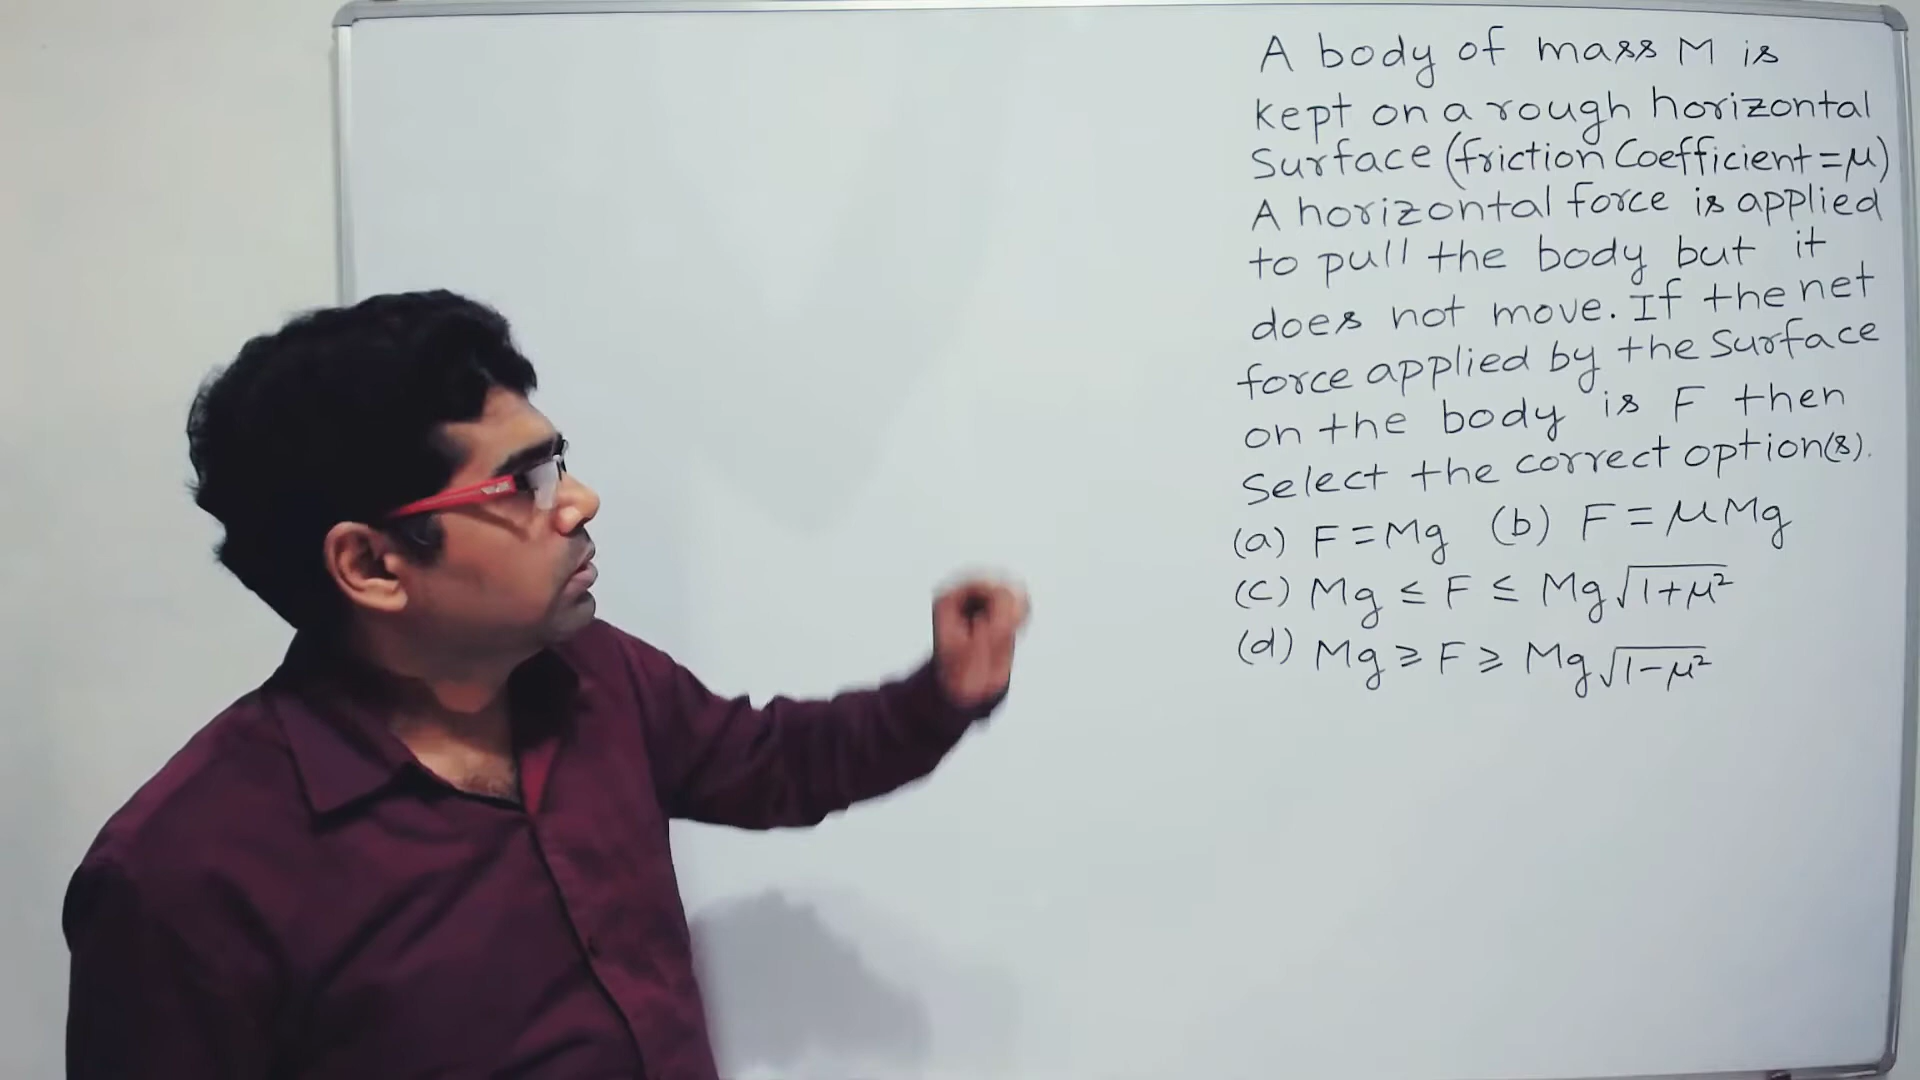 A body of mass M is
kept on a rough horizontal
Surface (friction Coefficient = μ)
A horizontal force is applied
to pull the body but it
does not move. If the net
force applied by the Surface
on the body is F then
Select the correct option(s).
(a) F = Mg (b) F = μMg
(c) Mg ≤ F ≤ Mg√1+μ²
(d) Mg ≥ F ≥ Mg√1-μ²